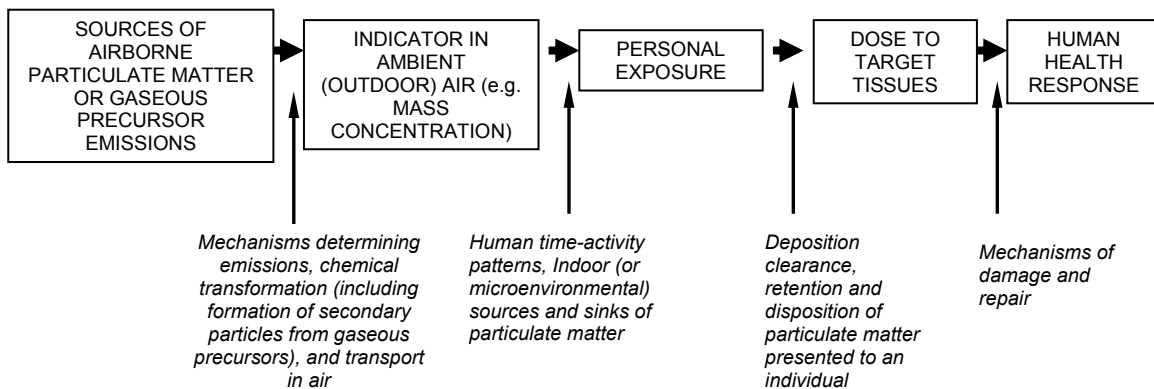 SOURCES OF
AIRBORNE
PARTICULATE MATTER
OR GASEOUS
PRECURSOR
EMISSIONS
INDICATOR IN
AMBIENT
(OUTDOOR) AIR (e.g.
MASS
CONCENTRATION)
PERSONAL
EXPOSURE
DOSE TO
TARGET
TISSUES
HUMAN
HEALTH
RESPONSE
Mechanisms determining
emissions, chemical
transformation (including
formation of secondary
particles from gaseous
precursors), and transport
in air
Human time-activity
patterns, Indoor (or
microenvironmental)
sources and sinks of
particulate matter
Deposition
clearance,
retention and
disposition of
particulate matter
presented to an
individual
Mechanisms of
damage and
repair